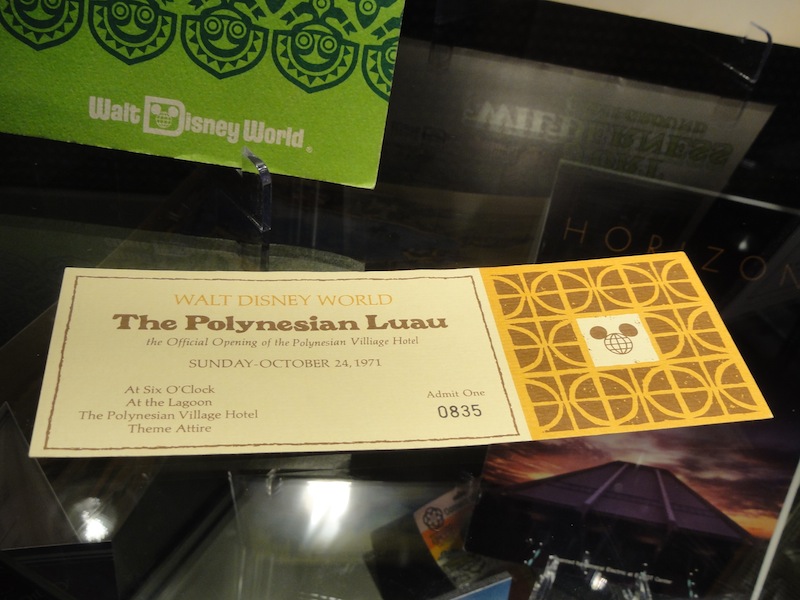 Walt Disney World
WILDERNESS
HORIZON
WALT DISNEY WORLD
The Polynesian Luau
the Official Opening of the Polynesian Village Hotel
SUNDAY-OCTOBER 24, 1971
At Six O'Clock
At the Lagoon
The Polynesian Village Hotel
Theme Attire
Admit One
0835